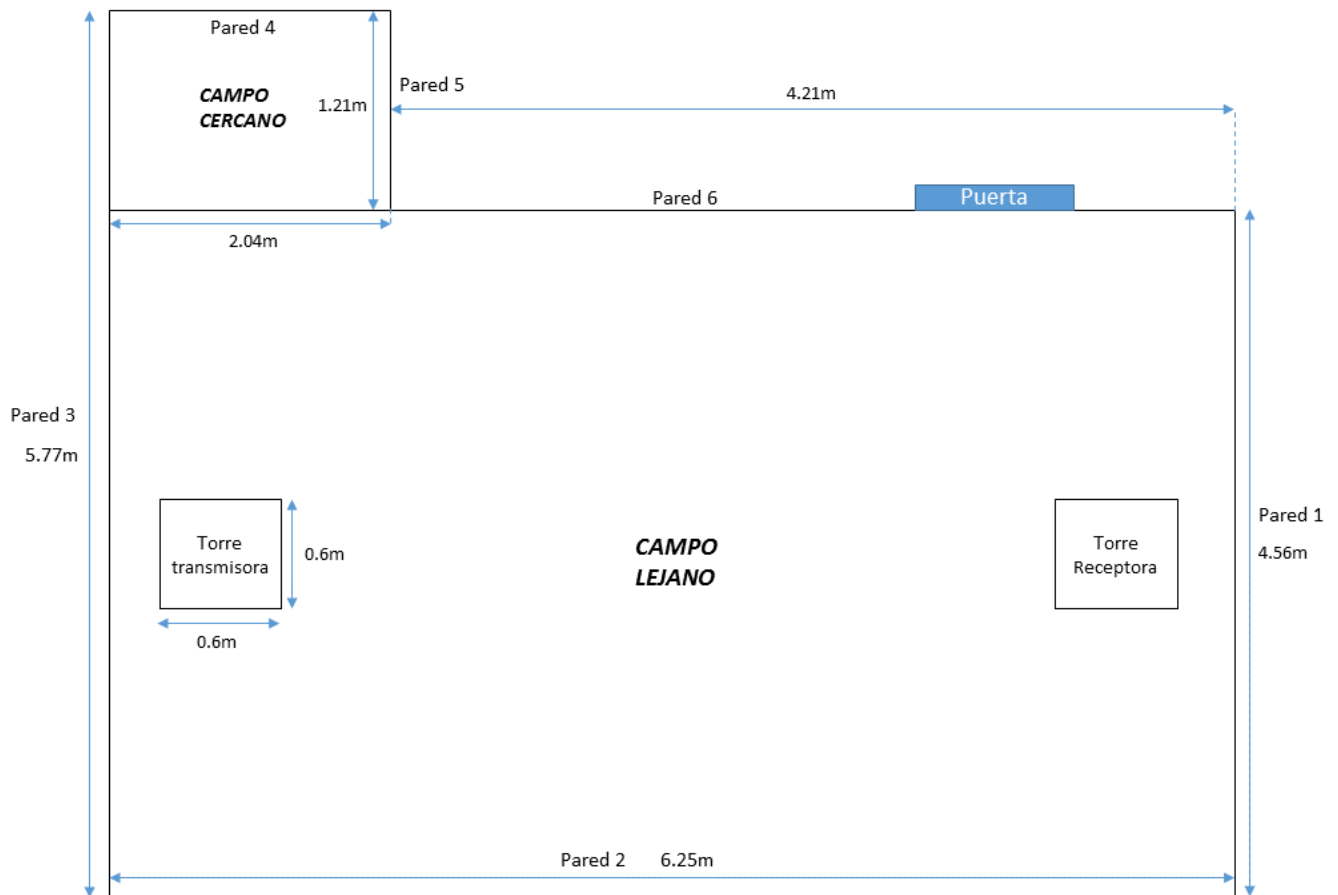 Pared 4
CAMPO
CERCANO
1.21m
Pared 5
4.21m
Pared 6
Puerta
2.04m
Pared 3
5.77m
Torre
transmisora
0.6m
0.6m
CAMPO
LEJANO
Torre
Receptora
Pared 1
4.56m
Pared 2 6.25m